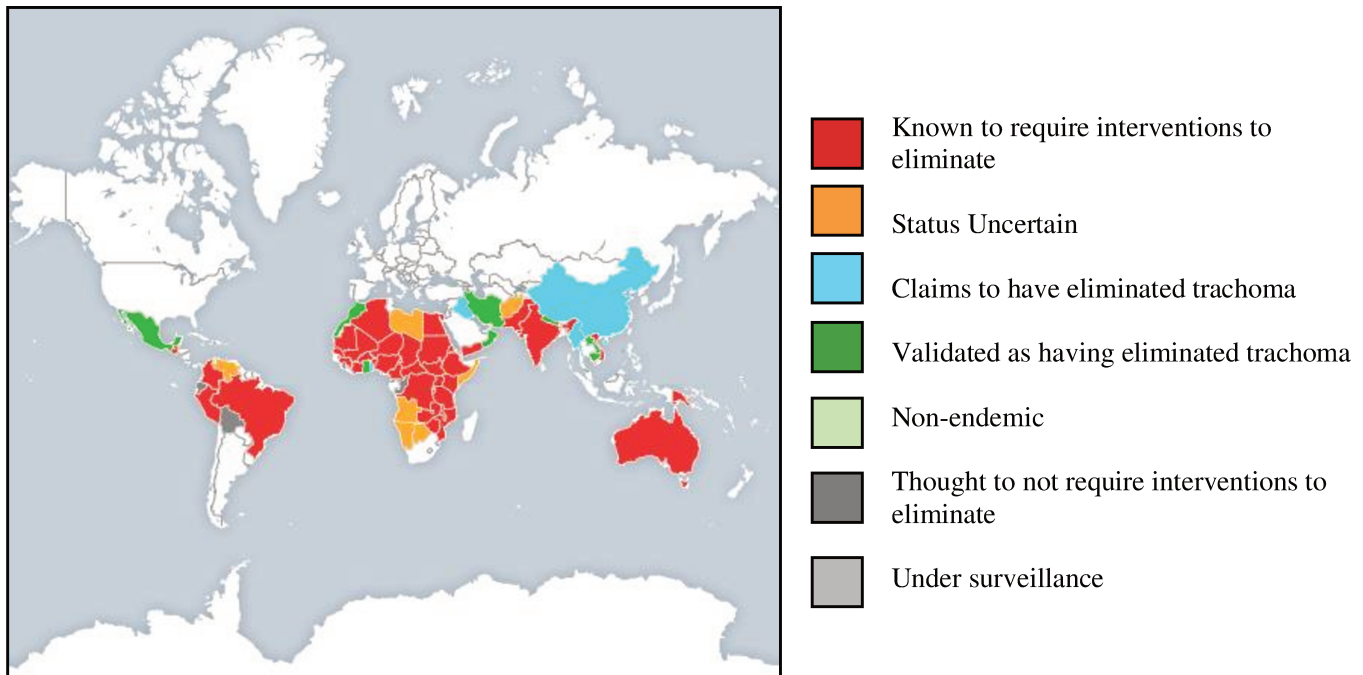 Known to require interventions to
eliminate
Status Uncertain
Claims to have eliminated trachoma
Validated as having eliminated trachoma
Non-endemic
Thought to not require interventions to
eliminate
Under surveillance